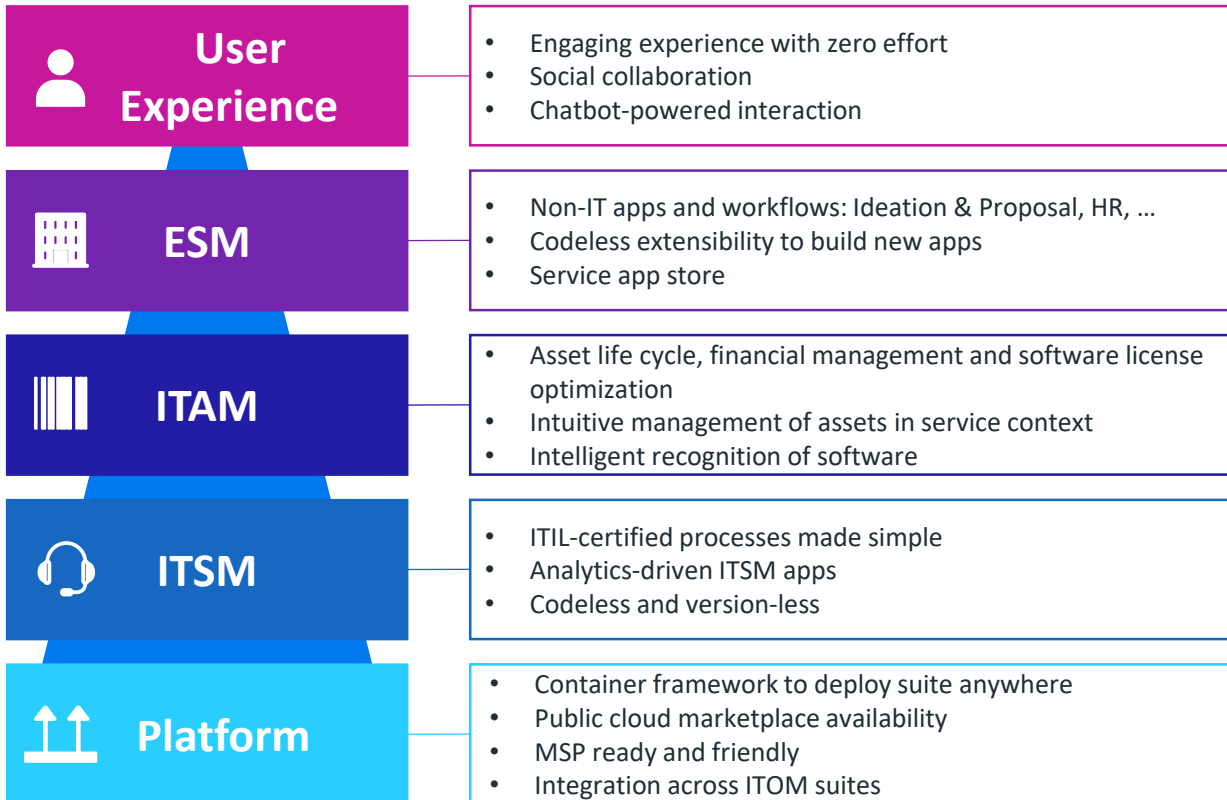 User
Experience
• Engaging experience with zero effort
• Social collaboration
• Chatbot-powered interaction
ESM
• Non-IT apps and workflows: Ideation & Proposal, HR, …
• Codeless extensibility to build new apps
• Service app store
ITAM
• Asset life cycle, financial management and software license
optimization
• Intuitive management of assets in service context
• Intelligent recognition of software
ITSM
• ITIL-certified processes made simple
• Analytics-driven ITSM apps
• Codeless and version-less
Platform
• Container framework to deploy suite anywhere
• Public cloud marketplace availability
• MSP ready and friendly
• Integration across ITOM suites